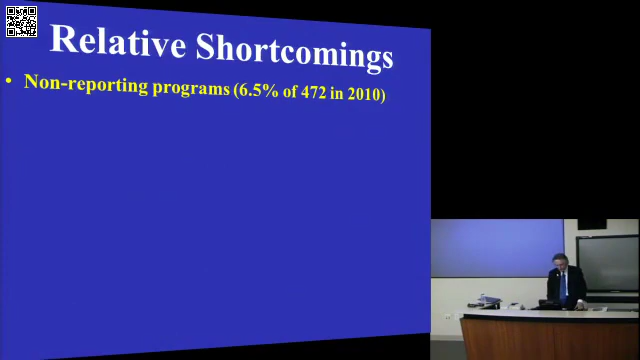 Relative Shortcomings
• Non-reporting programs (6.5% of 472 in 2010)